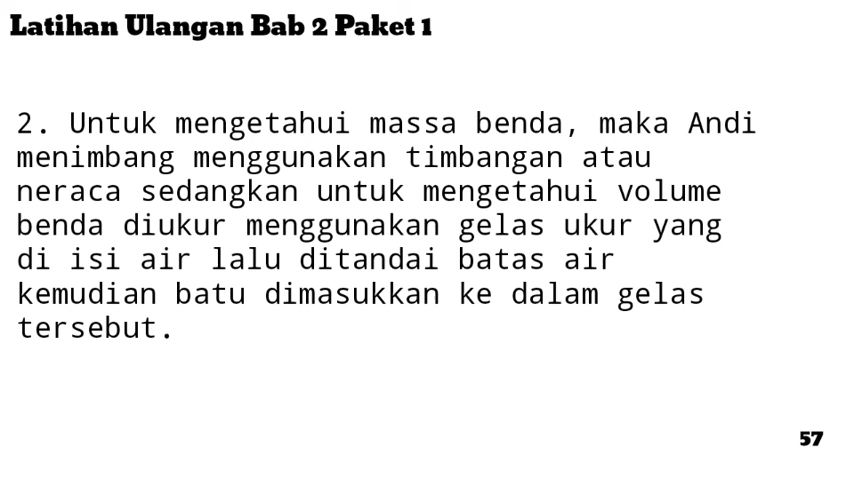 Latihan Ulangan Bab 2 Paket 1
2. Untuk mengetahui massa benda, maka Andi
menimbang menggunakan timbangan atau
neraca sedangkan untuk mengetahui volume
benda diukur menggunakan gelas ukur yang
di isi air lalu ditandai batas air
kemudian batu dimasukkan ke dalam gelas
tersebut.
57